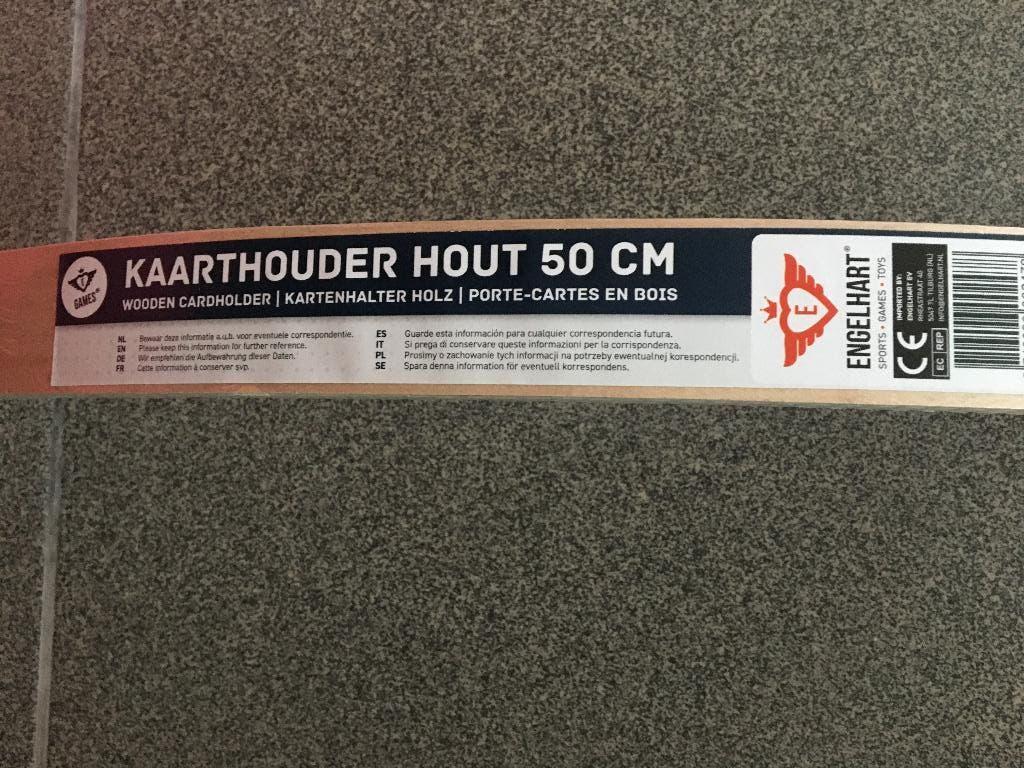 KAARTHOUDER HOUT 50 CM
WOODEN CARDHOLDER | KARTENHALTER HOLZ | PORTE-CARTES EN BOIS
GAMES
NL Bewaar deze informatie a.u.b. voor eventuele correspondentie.
EN Please keep this information for further reference.
DE Wir empfehlen die Aufbewahrung dieser Daten.
FR Cette information à conserver svp.
ES Guarde esta información para cualquier correspondencia futura.
IT Si prega di conservare queste informazioni per la corrispondenza.
PL Prosimy o zachowanie tych informacji na potrzeby ewentualnej korespondencji.
SE Spara denna information för eventuell korrespondens.
E
ENGELHART®
SPORTS • GAMES • TOYS
CE
EC REP
IMPORTED BY:
ENGELHART BV
RHEASTRAAT 40
5047 TL TILBURG (NL)
INFO@ENGELHART.NL